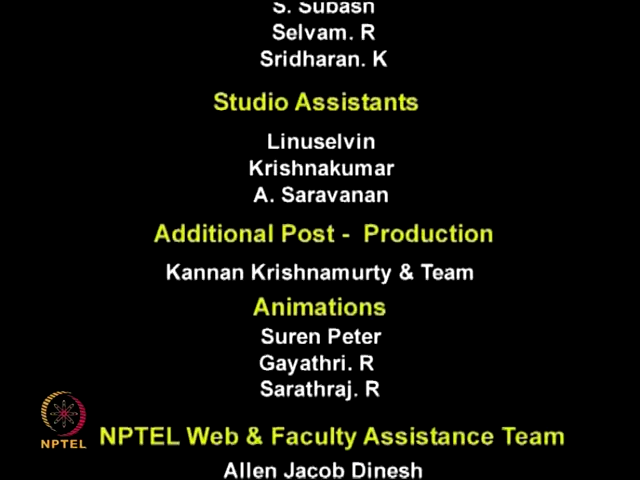 S. Subash
Selvam. R
Sridharan. K
Studio Assistants
Linuselvin
Krishnakumar
A. Saravanan
Additional Post - Production
Kannan Krishnamurty & Team
Animations
Suren Peter
Gayathri. R
Sarathraj. R
NPTEL
NPTEL Web & Faculty Assistance Team
Allen Jacob Dinesh